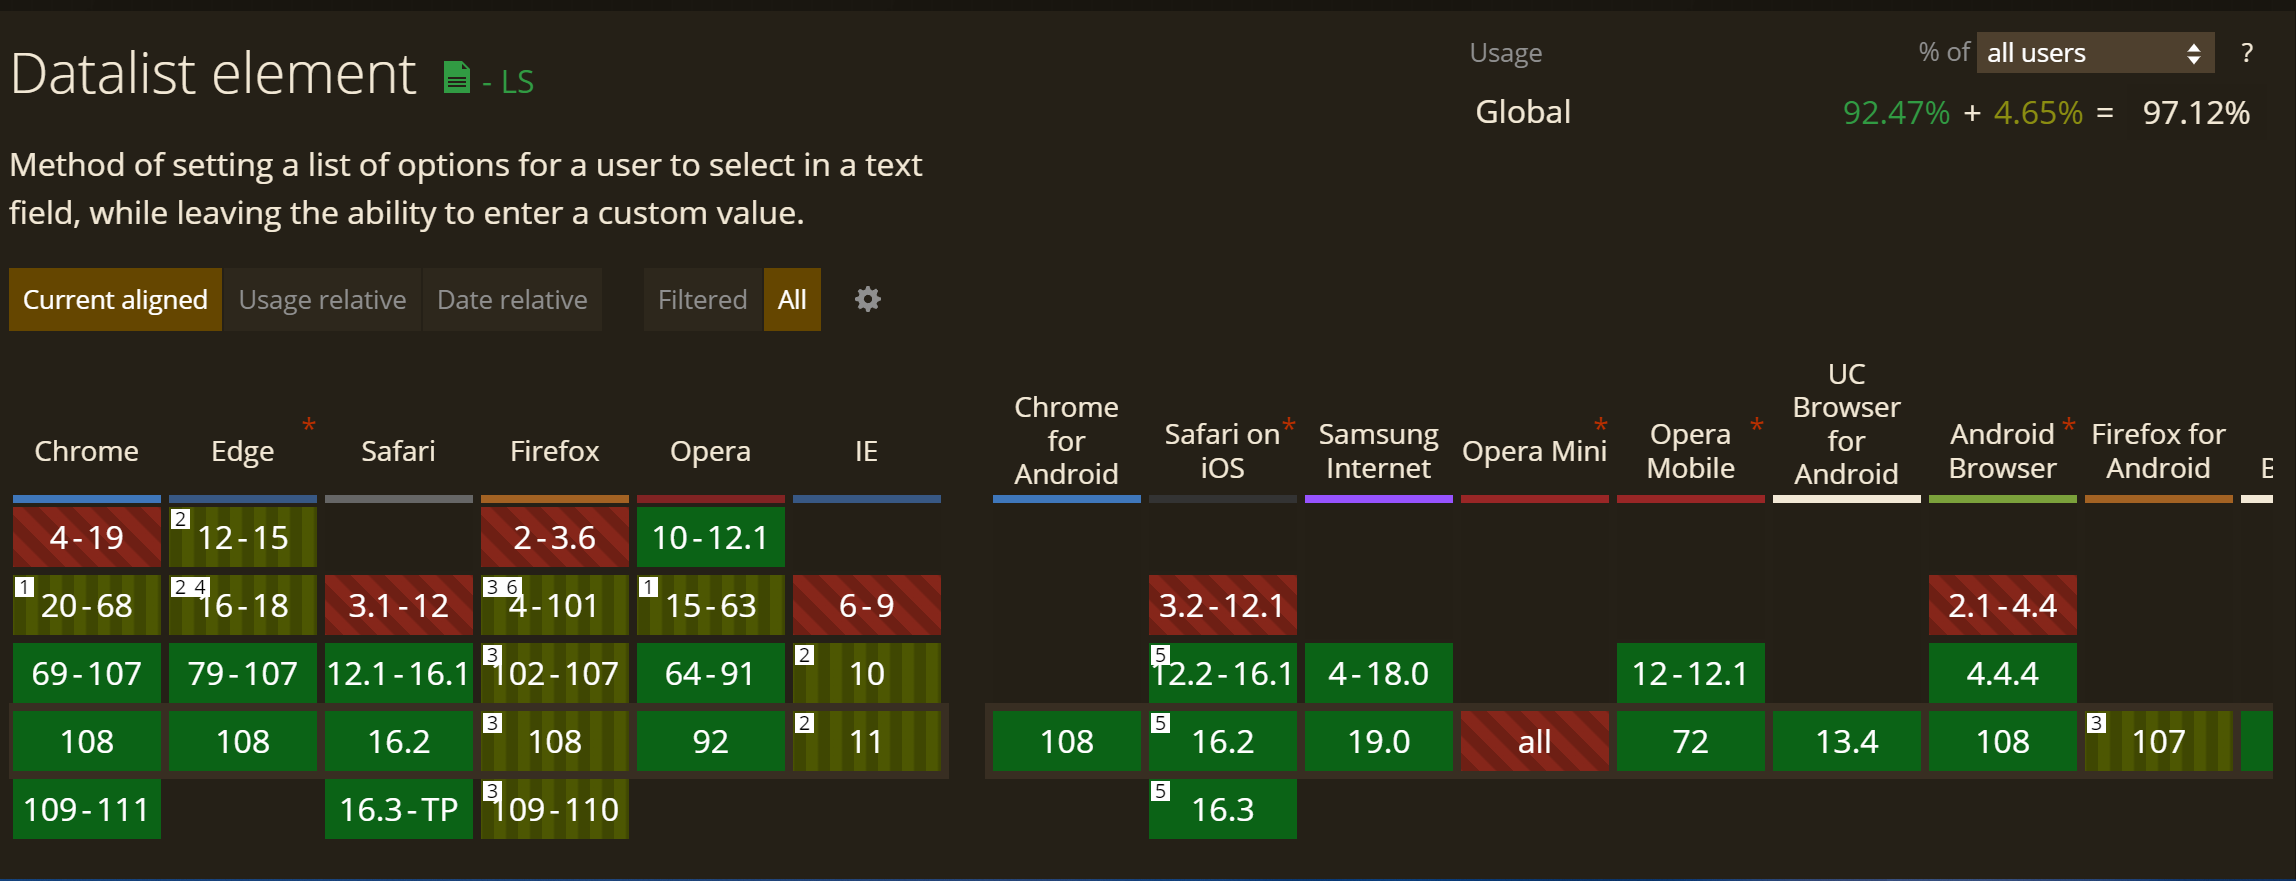 Datalist element - LS
Usage % of all users ?
Global 92.47% + 4.65% = 97.12%
Method of setting a list of options for a user to select in a text
field, while leaving the ability to enter a custom value.
Current aligned Usage relative Date relative Filtered All
Chrome Edge * Safari Firefox Opera IE
Chrome for Android
Safari on iOS *
Samsung Internet
Opera Mini *
Opera Mobile *
UC Browser for Android
Android Browser *
Firefox for Android
4-19 2 12-15 2-3.6 10-12.1
1 20-68 2 4 16-18 3.1-12 3 6 4-101 1 15-63 6-9 3.2-12.1 2.1-4.4
69-107 79-107 12.1-16.1 3 102-107 64-91 2 10 5 12.2-16.1 4-18.0 12-12.1 4.4.4
108 108 16.2 3 108 92 2 11 108 5 16.2 19.0 all 72 13.4 108 3 107
109-111 16.3-TP 3 109-110 5 16.3